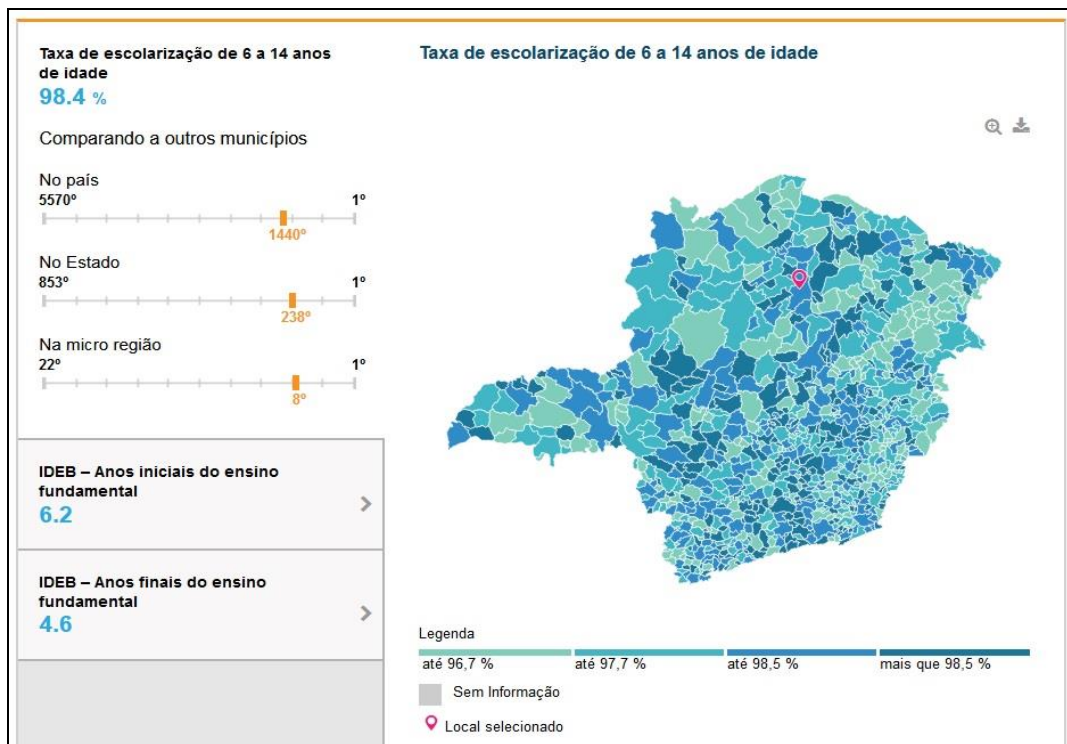 Taxa de escolarização de 6 a 14 anos
de idade
98.4 %
Comparando a outros municípios
No país
5570º
1º
1440º
No Estado
853º
1º
238º
Na micro região
22º
1º
8º
IDEB – Anos iniciais do ensino
fundamental
6.2
IDEB – Anos finais do ensino
fundamental
4.6
Taxa de escolarização de 6 a 14 anos de idade
Legenda
até 96,7 %
até 97,7 %
até 98,5 %
mais que 98,5 %
Sem Informação
Local selecionado